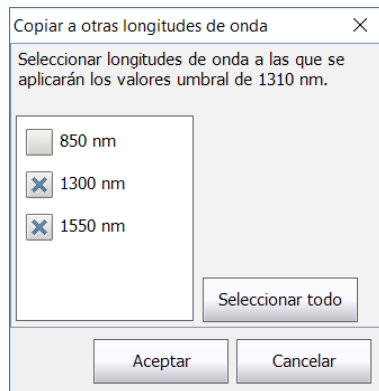 Copiar a otras longitudes de onda
Seleccionar longitudes de onda a las que se
aplicarán los valores umbral de 1310 nm.
850 nm
1300 nm
1550 nm
Seleccionar todo
Aceptar
Cancelar